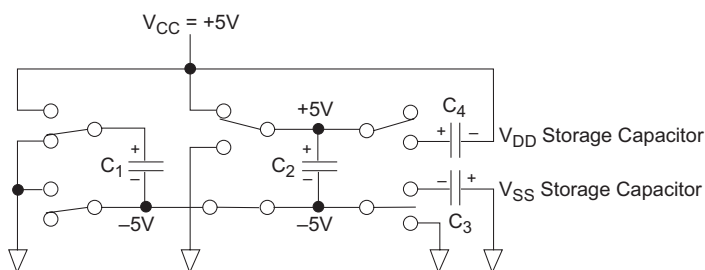 V_CC = +5V
+5V
C_4
+ –
V_DD Storage Capacitor
+
C_1
–
+
C_2
–
– +
V_SS Storage Capacitor
C_3
–5V
–5V